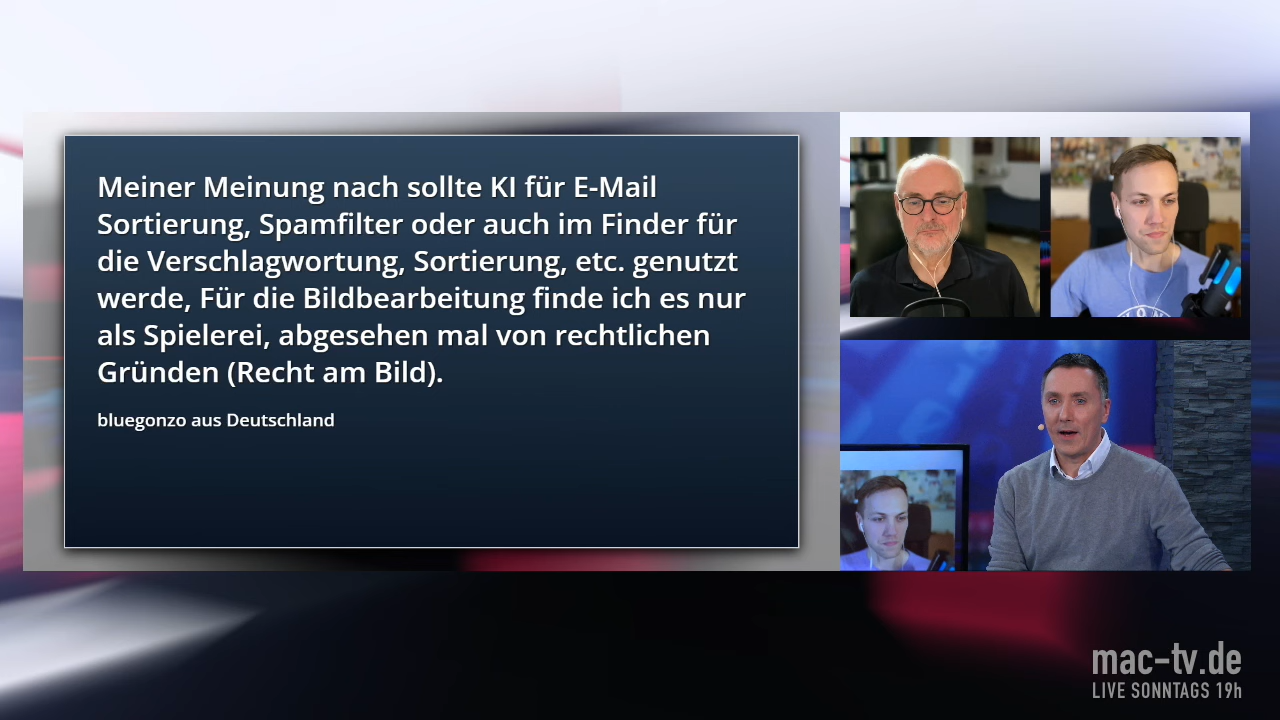 Meiner Meinung nach sollte KI für E-Mail
Sortierung, Spamfilter oder auch im Finder für
die Verschlagwortung, Sortierung, etc. genutzt
werde, Für die Bildbearbeitung finde ich es nur
als Spielerei, abgesehen mal von rechtlichen
Gründen (Recht am Bild).
bluegonzo aus Deutschland
mac-tv.de
LIVE SONNTAGS 19h